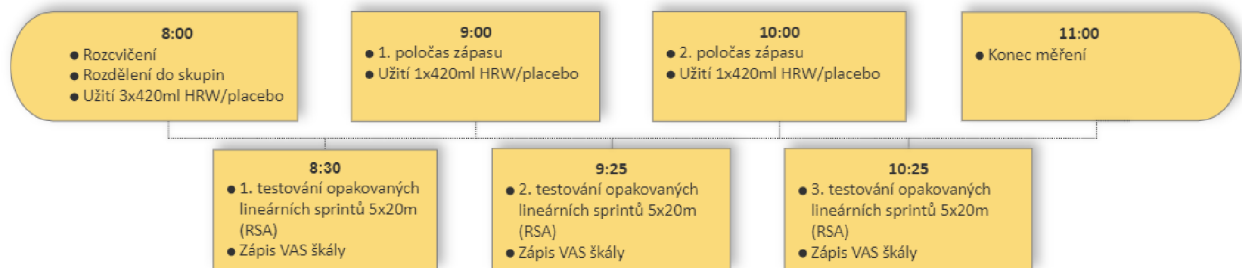 8:00
● Rozcvičení
● Rozdělení do skupin
● Užití 3x420ml HRW/placebo
9:00
● 1. poločas zápasu
● Užití 1x420ml HRW/placebo
10:00
● 2. poločas zápasu
● Užití 1x420ml HRW/placebo
11:00
● Konec měření
8:30
● 1. testování opakovaných
lineárních sprintů 5x20m
(RSA)
● Zápis VAS škály
9:25
● 2. testování opakovaných
lineárních sprintů 5x20m
(RSA)
● Zápis VAS škály
10:25
● 3. testování opakovaných
lineárních sprintů 5x20m
(RSA)
● Zápis VAS škály